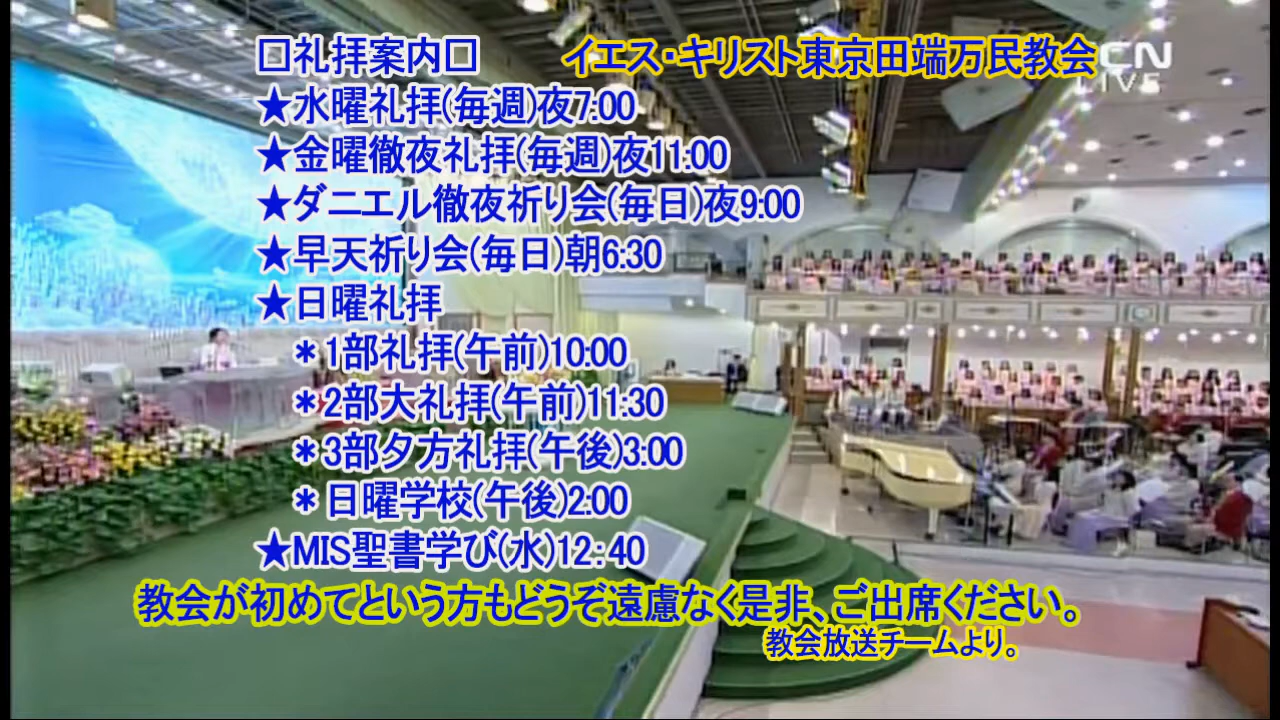 □礼拝案内□ イエス・キリスト東京田端万民教会 CN
LIVE
★水曜礼拝(毎週)夜7:00
★金曜徹夜礼拝(毎週)夜11:00
★ダニエル徹夜祈り会(毎日)夜9:00
★早天祈り会(毎日)朝6:30
★日曜礼拝
＊1部礼拝(午前)10:00
＊2部大礼拝(午前)11:30
＊3部夕方礼拝(午後)3:00
＊日曜学校(午後)2:00
★MIS聖書学び(水)12：40
教会が初めてという方もどうぞ遠慮なく是非、ご出席ください。
教会放送チームより。